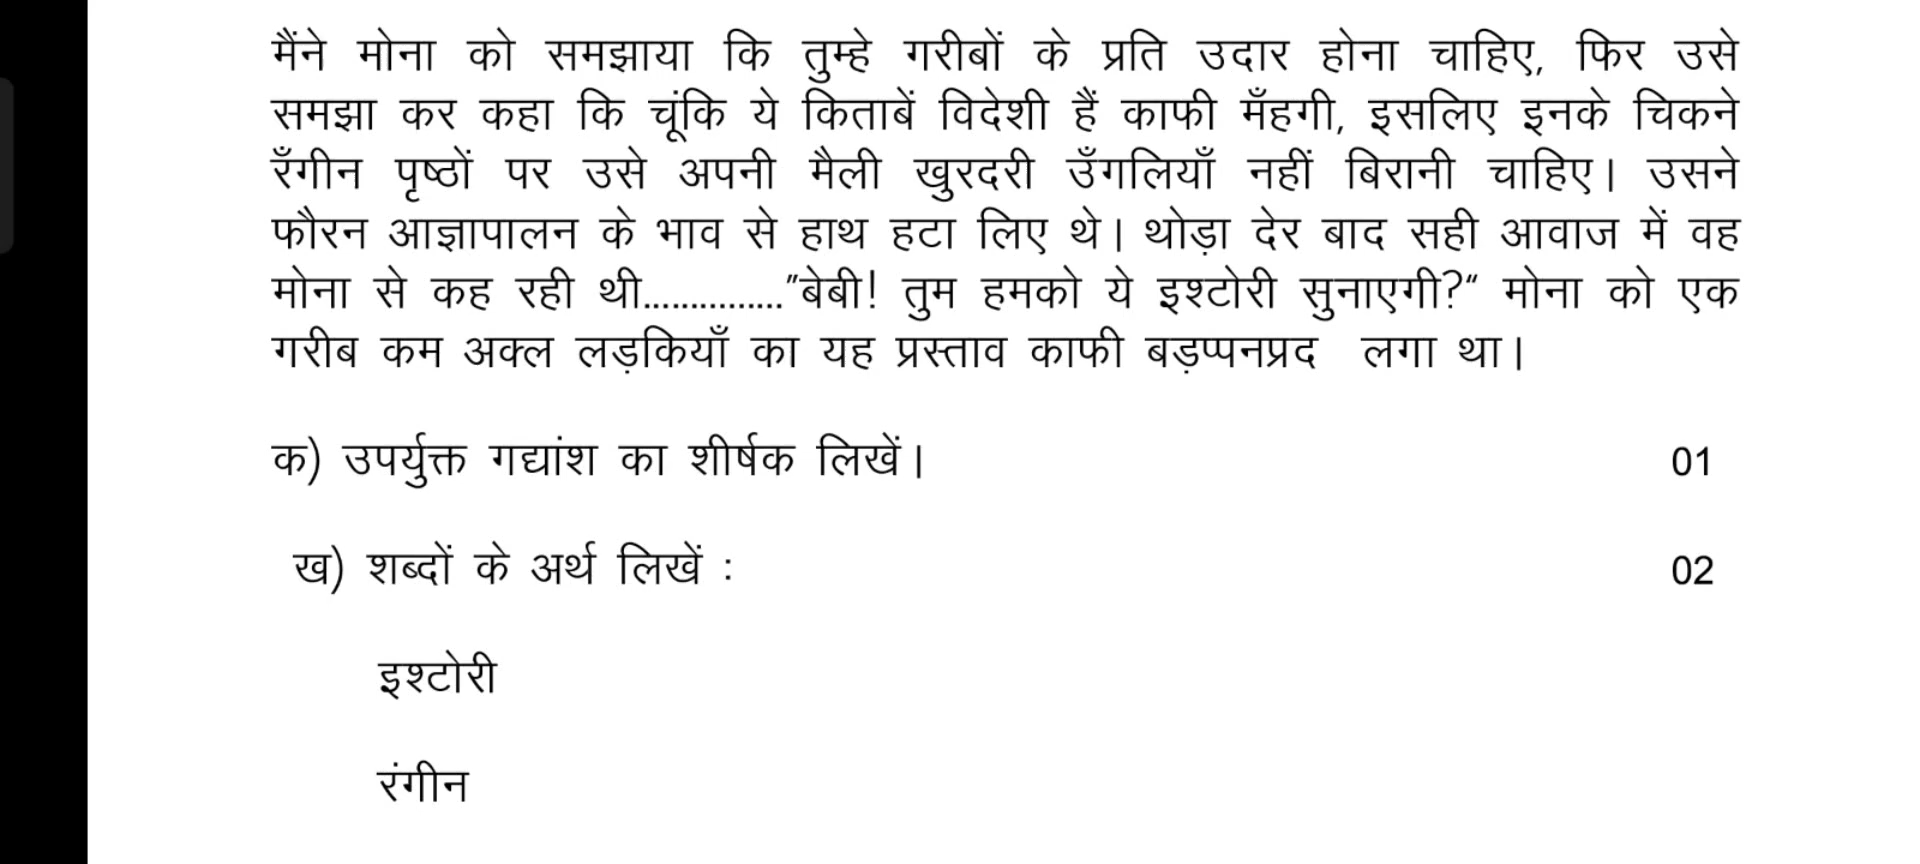 मैंने मोना को समझाया कि तुम्हे गरीबों के प्रति उदार होना चाहिए, फिर उसे
समझा कर कहा कि चूंकि ये किताबें विदेशी हैं काफी मँहगी, इसलिए इनके चिकने
रँगीन पृष्ठों पर उसे अपनी मैली खुरदरी उँगलियाँ नहीं बिरानी चाहिए। उसने
फौरन आज्ञापालन के भाव से हाथ हटा लिए थे। थोड़ा देर बाद सही आवाज में वह
मोना से कह रही थी...............”बेबी! तुम हमको ये इश्टोरी सुनाएगी?“ मोना को एक
गरीब कम अक्ल लड़कियाँ का यह प्रस्ताव काफी बड़प्पनप्रद लगा था।
क) उपर्युक्त गद्यांश का शीर्षक लिखें। 01
ख) शब्दों के अर्थ लिखें : 02
इश्टोरी
रंगीन